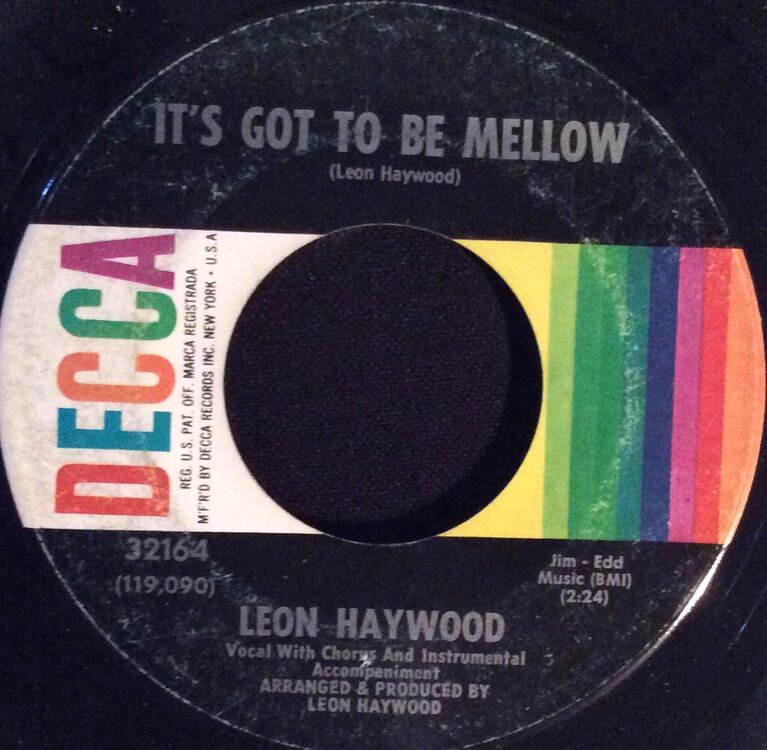 IT'S GOT TO BE MELLOW
(Leon Haywood)
DECCA
REG. U.S. PAT. OFF. MARCA REGISTRADA
M'F'R'D BY DECCA RECORDS INC. NEW YORK • U.S.A
32164
(119,090)
Jim - Edd
Music (BMI)
(2:24)
LEON HAYWOOD
Vocal With Chorus And Instrumental
Accompaniment
ARRANGED & PRODUCED BY
LEON HAYWOOD